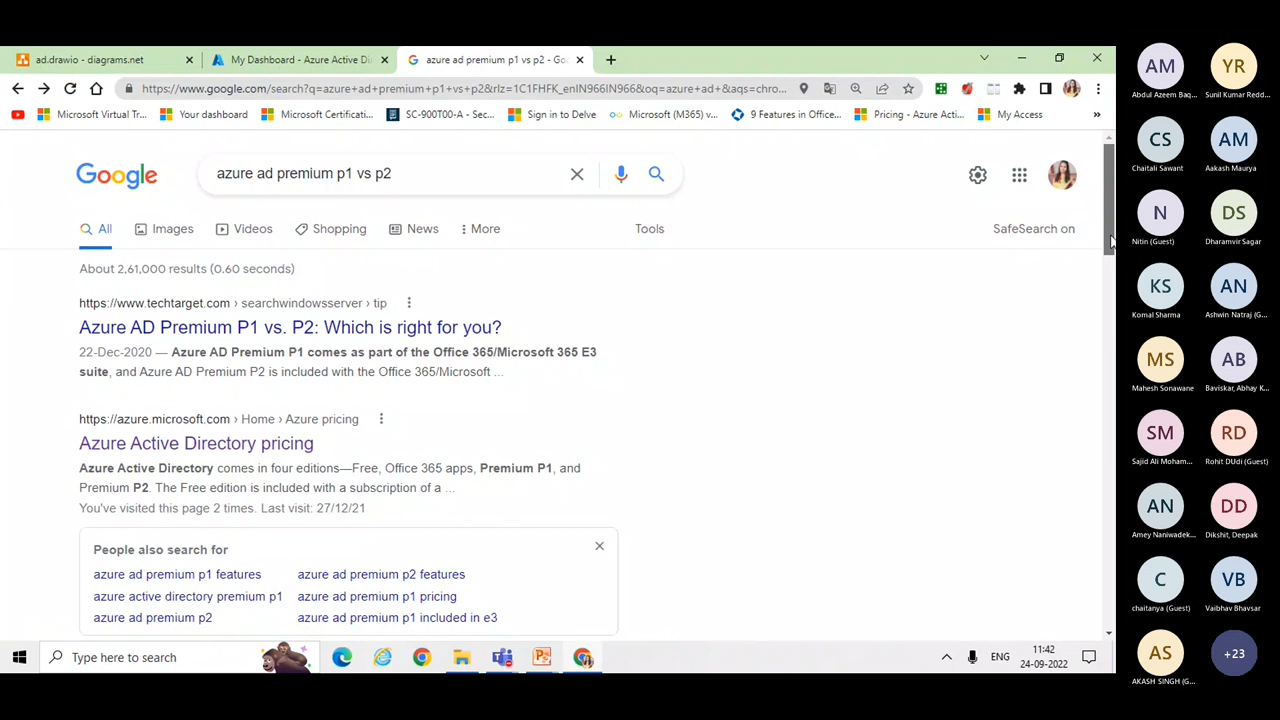 ad.drawio - diagrams.net
My Dashboard - Azure Active Di
azure ad premium p1 vs p2 - Goo
https://www.google.com/search?q=azure+ad+premium+p1+vs+p2&rlz=1C1FHFK_enIN966IN966&oq=azure+ad+&aqs=chro...
Microsoft Virtual Tr...
Your dashboard
Microsoft Certificati...
SC-900T00-A - Sec...
Sign in to Delve
Microsoft (M365) v...
9 Features in Office...
Pricing - Azure Acti...
My Access
»
Google
azure ad premium p1 vs p2
All
Images
Videos
Shopping
News
More
Tools
SafeSearch on
About 2,61,000 results (0.60 seconds)
https://www.techtarget.com › searchwindowsserver › tip
Azure AD Premium P1 vs. P2: Which is right for you?
22-Dec-2020 — Azure AD Premium P1 comes as part of the Office 365/Microsoft 365 E3
suite, and Azure AD Premium P2 is included with the Office 365/Microsoft ...
https://azure.microsoft.com › Home › Azure pricing
Azure Active Directory pricing
Azure Active Directory comes in four editions—Free, Office 365 apps, Premium P1, and
Premium P2. The Free edition is included with a subscription of a ...
You've visited this page 2 times. Last visit: 27/12/21
People also search for
azure ad premium p1 features
azure ad premium p2 features
azure active directory premium p1
azure ad premium p1 pricing
azure ad premium p2
azure ad premium p1 included in e3
Type here to search
ENG
11:42
24-09-2022
AM
Abdul Azeem Baq...
YR
Sunil Kumar Redd...
CS
Chaitali Sawant
AM
Aakash Maurya
N
Nitin (Guest)
DS
Dharamvir Sagar
KS
Komal Sharma
AN
Ashwin Natraj (G...
MS
Mahesh Sonawane
AB
Baviskar, Abhay K...
SM
Sajid Ali Moham...
RD
Rohit DUdi (Guest)
AN
Amey Naniwadek...
DD
Dikshit, Deepak
C
chaitanya (Guest)
VB
Vaibhav Bhavsar
AS
AKASH SINGH (G...
+23